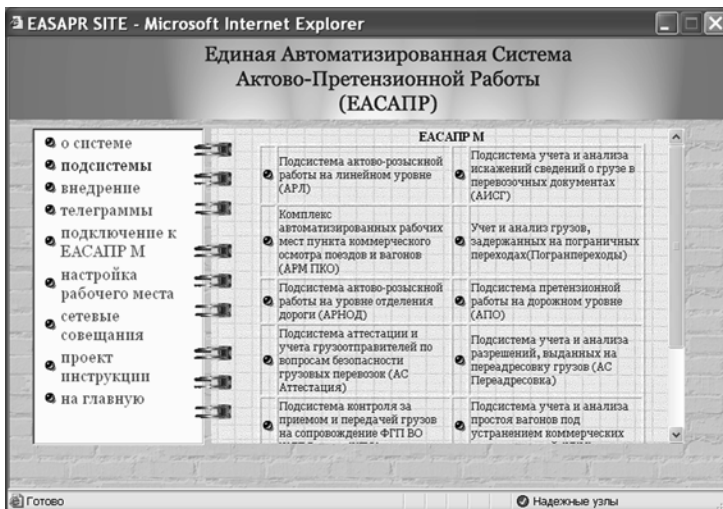 EASAPR SITE - Microsoft Internet Explorer
Единая Автоматизированная Система
Актово-Претензионной Работы
(ЕАСАПР)
о системе
подсистемы
внедрение
телеграммы
подключение к
ЕАСАПР М
настройка
рабочего места
сетевые
совещания
проект
инструкции
на главную
ЕАСАПР М
Подсистема актово-розыскной
работы на линейном уровне
(АРЛ)
Подсистема учета и анализа
искажений сведений о грузе в
перевозочных документах
(АИСГ)
Комплекс
автоматизированных рабочих
мест пункта коммерческого
осмотра поездов и вагонов
(АРМ ПКО)
Учет и анализ грузов,
задержанных на пограничных
переходах(Погранпереходы)
Подсистема актово-розыскной
работы на уровне отделения
дороги (АРНОД)
Подсистема претензионной
работы на дорожном уровне
(АПО)
Подсистема аттестации и
учета грузоотправителей по
вопросам безопасности
грузовых перевозок (АС
Аттестация)
Подсистема учета и анализа
разрешений, выданных на
переадресовку грузов (АС
Переадресовка)
Подсистема контроля за
приемом и передачей грузов
на сопровождение ФГП ВО
Подсистема учета и анализа
простоя вагонов под
устранением коммерческих
Готово
Надежные узлы